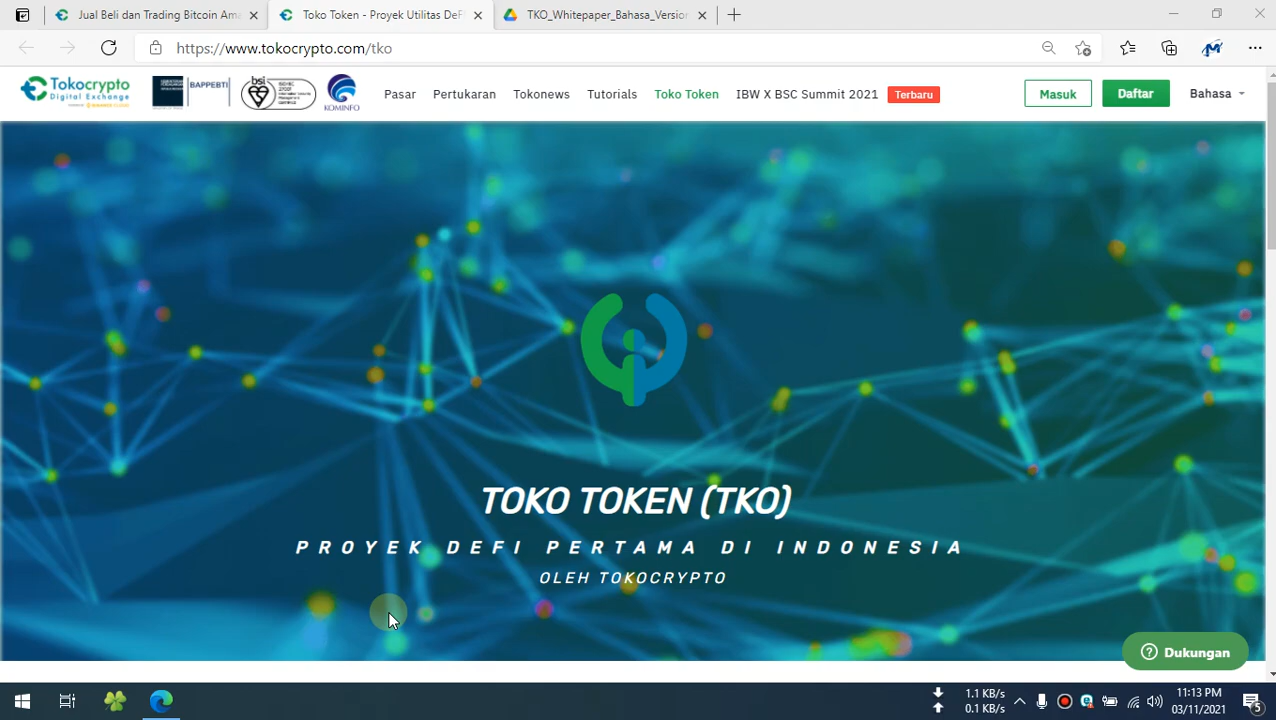 Jual Beli dan Trading Bitcoin Ama
Toko Token - Proyek Utilitas DeF
TKO_Whitepaper_Bahasa_Version
https://www.tokocrypto.com/tko
Tokocrypto
Digital Exchange
BAPPEBTI
bsi
KOMINFO
Pasar
Pertukaran
Tokonews
Tutorials
Toko Token
IBW X BSC Summit 2021
Terbaru
Masuk
Daftar
Bahasa
TOKO TOKEN (TKO)
PROYEK DEFI PERTAMA DI INDONESIA
OLEH TOKOCRYPTO
Dukungan
1.1 KB/s
0.1 KB/s
11:13 PM
03/11/2021
5